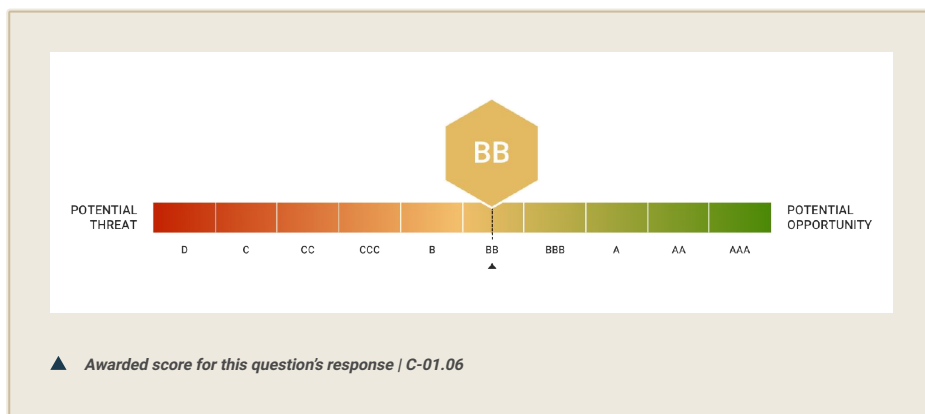 BB
POTENTIAL
THREAT
POTENTIAL
OPPORTUNITY
D C CC CCC B BB BBB A AA AAA
Awarded score for this question's response | C-01.06